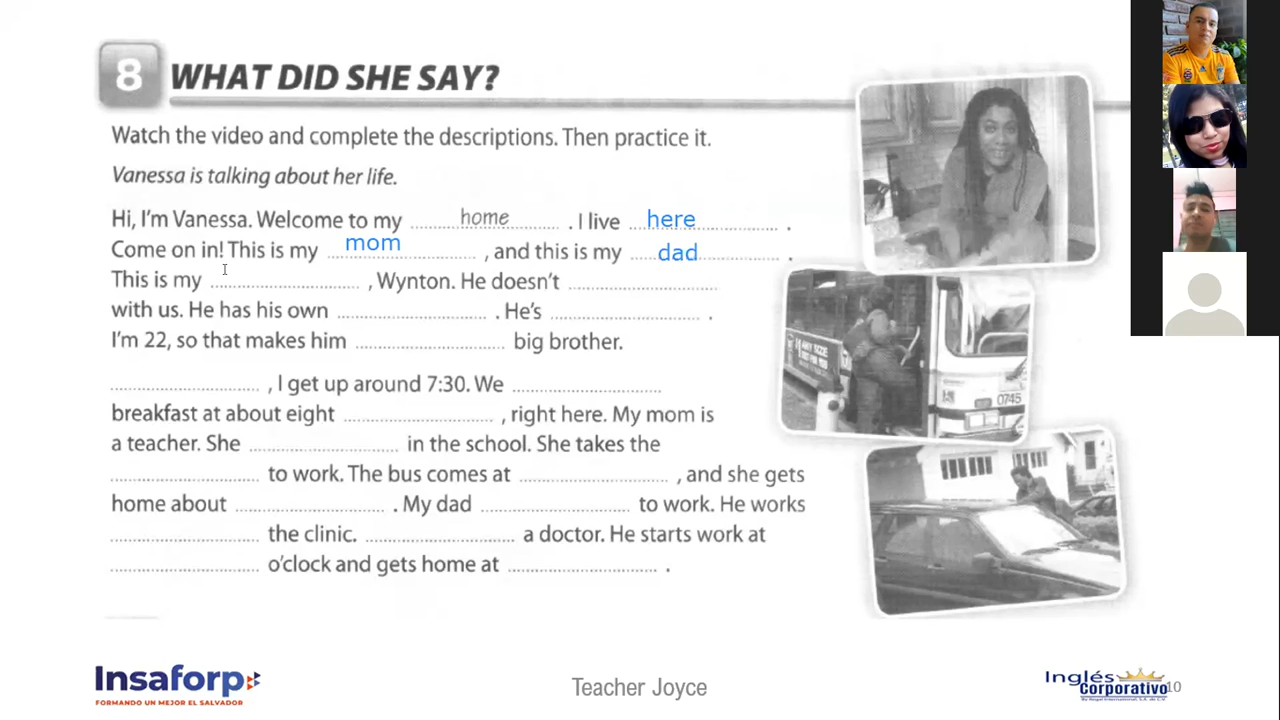 8 WHAT DID SHE SAY?
Watch the video and complete the descriptions. Then practice it.
Vanessa is talking about her life.
Hi, I'm Vanessa. Welcome to my home . I live here .
Come on in! This is my mom , and this is my dad .
This is my , Wynton. He doesn't
with us. He has his own . He's .
I'm 22, so that makes him big brother.
, I get up around 7:30. We
breakfast at about eight , right here. My mom is
a teacher. She in the school. She takes the
to work. The bus comes at , and she gets
home about . My dad to work. He works
the clinic. a doctor. He starts work at
o'clock and gets home at .
0745
Insaforp
FORMANDO UN MEJOR EL SALVADOR
Teacher Joyce
Inglés
Corporativo
10